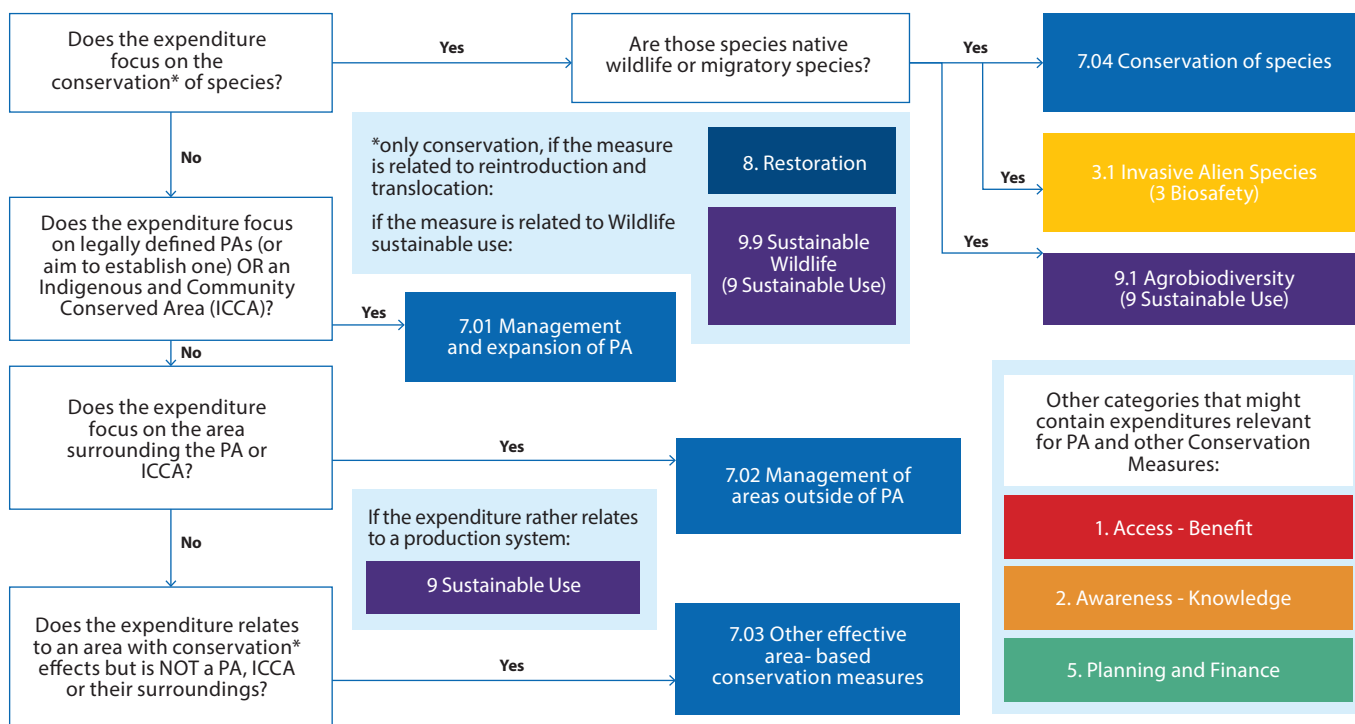 Does the expenditure
focus on the
conservation* of species?
Yes
Are those species native
wildlife or migratory species?
Yes
7.04 Conservation of species
No
*only conservation, if the measure
is related to reintroduction and
translocation:
if the measure is related to Wildlife
sustainable use:
8. Restoration
9.9 Sustainable
Wildlife
(9 Sustainable Use)
Yes
3.1 Invasive Alien Species
(3 Biosafety)
Yes
9.1 Agrobiodiversity
(9 Sustainable Use)
Does the expenditure focus
on legally defined PAs (or
aim to establish one) OR an
Indigenous and Community
Conserved Area (ICCA)?
Yes
7.01 Management
and expansion of PA
No
Does the expenditure
focus on the area
surrounding the PA or
ICCA?
Yes
7.02 Management of
areas outside of PA
No
If the expenditure rather relates
to a production system:
9 Sustainable Use
Does the expenditure relates
to an area with conservation*
effects but is NOT a PA, ICCA
or their surroundings?
Yes
7.03 Other effective
area- based
conservation measures
Other categories that might
contain expenditures relevant
for PA and other Conservation
Measures:
1. Access - Benefit
2. Awareness - Knowledge
5. Planning and Finance